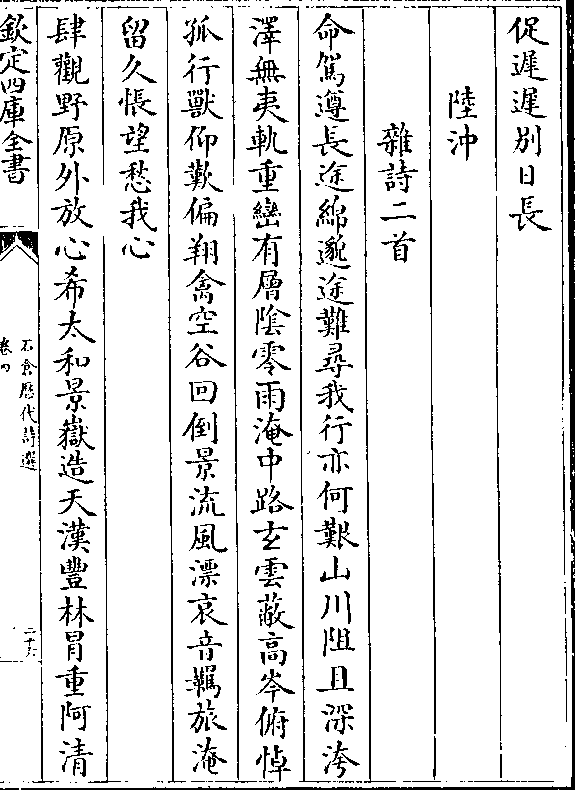 促遲遲別日長
陸沖
雜詩二首
命駕遵長途綿邈途難尋我行亦何艱山川阻且深洿
澤無夷軌重巒有層陰零雨淹中路玄雲蔽高岑俯悼
孤行獸仰歎偏翔禽空谷回倒景流風漂哀音羈旅淹
留久悵望愁我心
肆觀野原外放心希太和景嶽造天漢豐林冒重阿清
欽定四庫全書
石倉歷代詩選
卷四
二十六